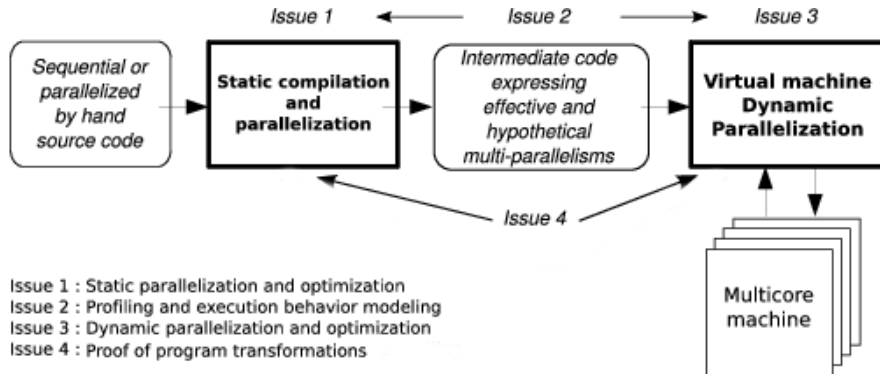 Issue 1
Issue 2
Issue 3
Sequential or
parallelized
by hand
source code
Static compilation
and
parallelization
Intermediate code
expressing
effective and
hypothetical
multi-parallelisms
Virtual machine
Dynamic
Parallelization
Issue 4
Multicore
machine
Issue 1 : Static parallelization and optimization
Issue 2 : Profiling and execution behavior modeling
Issue 3 : Dynamic parallelization and optimization
Issue 4 : Proof of program transformations